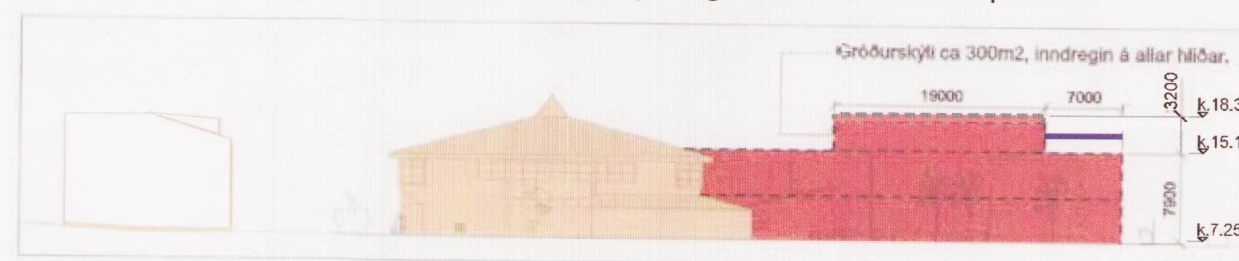 Gróðurskýli ca 300m2, inndregin á allar hliðar.
19000
7000
3200
k.18.3
k.15.1
7900
k.7.25